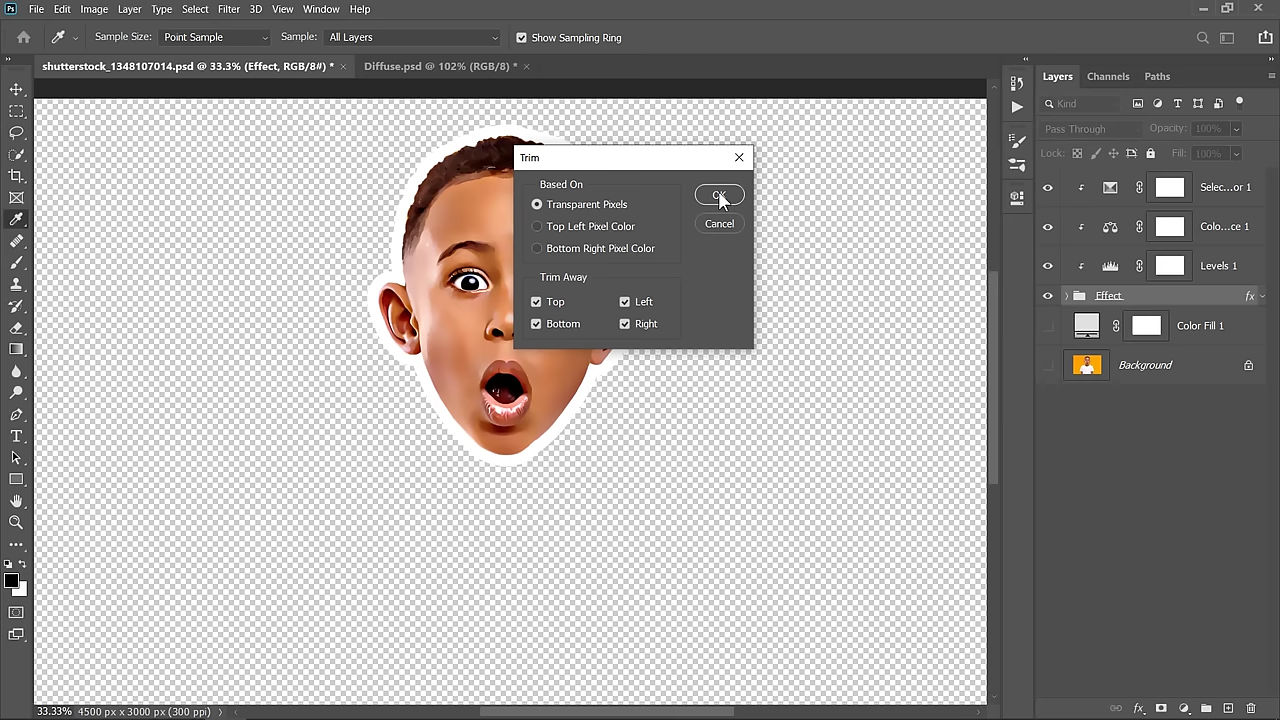 Ps File Edit Image Layer Type Select Filter 3D View Window Help
Sample Size: Point Sample Sample: All Layers Show Sampling Ring
shutterstock_1348107014.psd @ 33.3% (Effect, RGB/8#) * × Diffuse.psd @ 102% (RGB/8) * ×
Layers Channels Paths
Kind
Pass Through Opacity: 100%
Lock: Fill: 100%
Selec...or 1
Colo...ce 1
Levels 1
Effect fx
Color Fill 1
Background
Trim
Based On
Transparent Pixels
Top Left Pixel Color
Bottom Right Pixel Color
OK
Cancel
Trim Away
Top Left
Bottom Right
33.33% 4500 px x 3000 px (300 ppi)
fx